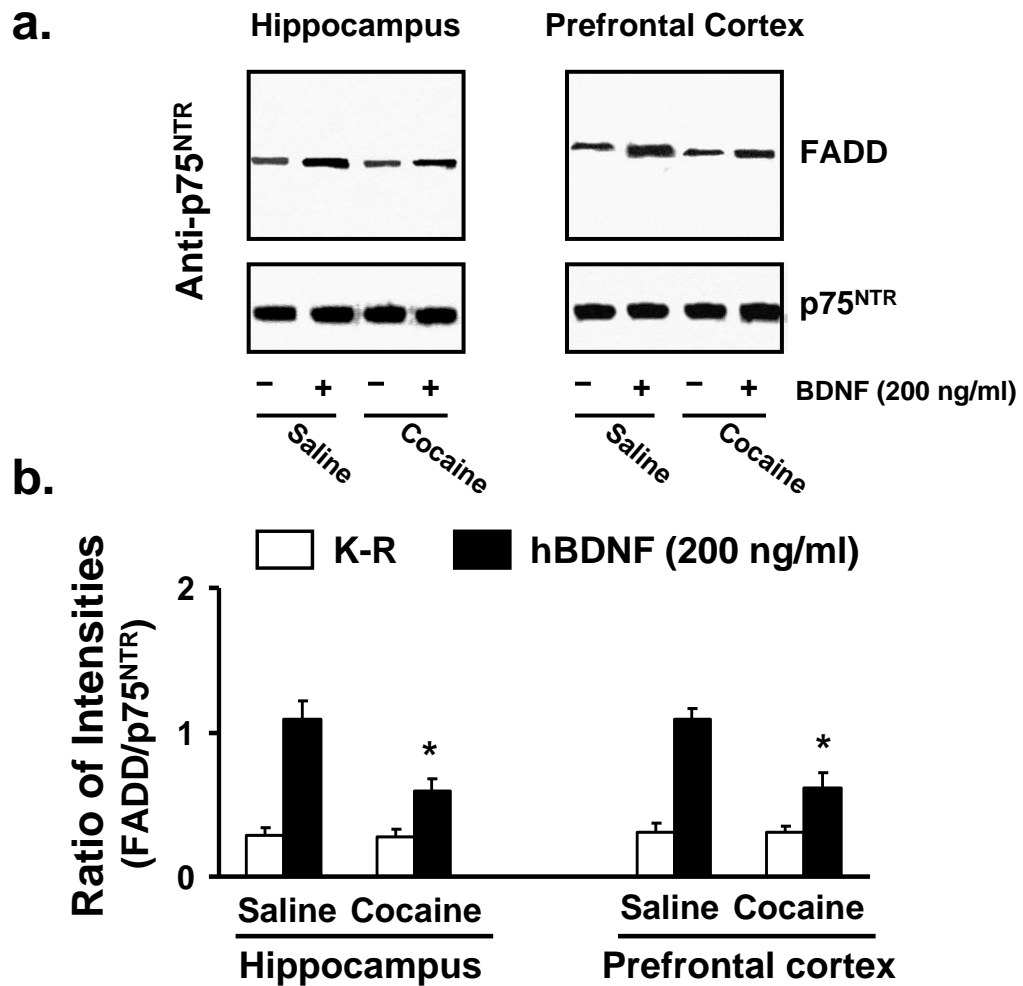 a.
Hippocampus Prefrontal Cortex
Anti-p75NTR
FADD
p75NTR
− + − + − + − + BDNF (200 ng/ml)
Saline Cocaine Saline Cocaine
b.
K-R hBDNF (200 ng/ml)
Ratio of Intensities
(FADD/p75NTR)
2
1
0
* *
Saline Cocaine Saline Cocaine
Hippocampus Prefrontal cortex